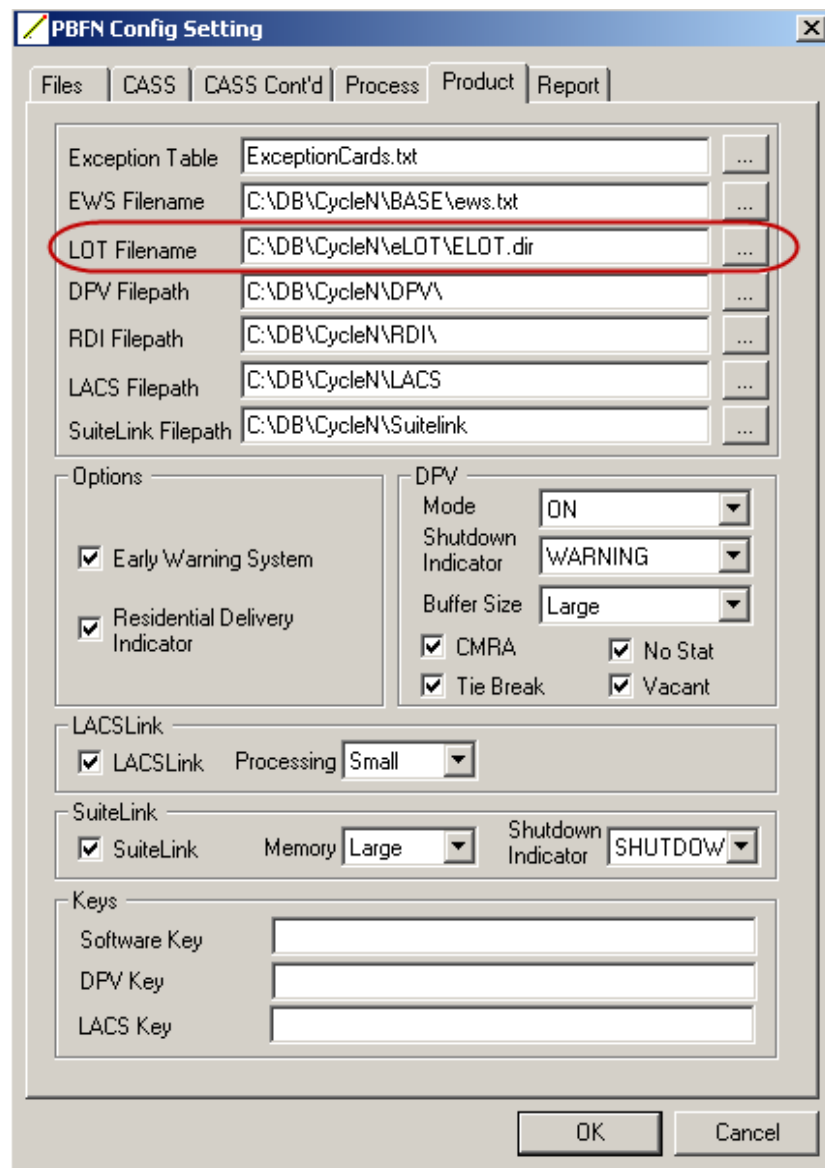 PBFN Config Setting
Files CASS CASS Cont'd Process Product Report
Exception Table ExceptionCards.txt ...
EWS Filename C:\DB\CycleN\BASE\ews.txt ...
LOT Filename C:\DB\CycleN\eLOT\ELOT.dir ...
DPV Filepath C:\DB\CycleN\DPV\ ...
RDI Filepath C:\DB\CycleN\RDI\ ...
LACS Filepath C:\DB\CycleN\LACS ...
SuiteLink Filepath C:\DB\CycleN\Suitelink ...
Options
Early Warning System
Residential Delivery
Indicator
DPV
Mode ON
Shutdown
Indicator WARNING
Buffer Size Large
CMRA No Stat
Tie Break Vacant
LACSLink
LACSLink Processing Small
SuiteLink
SuiteLink Memory Large Shutdown
Indicator SHUTDOW
Keys
Software Key
DPV Key
LACS Key
OK Cancel